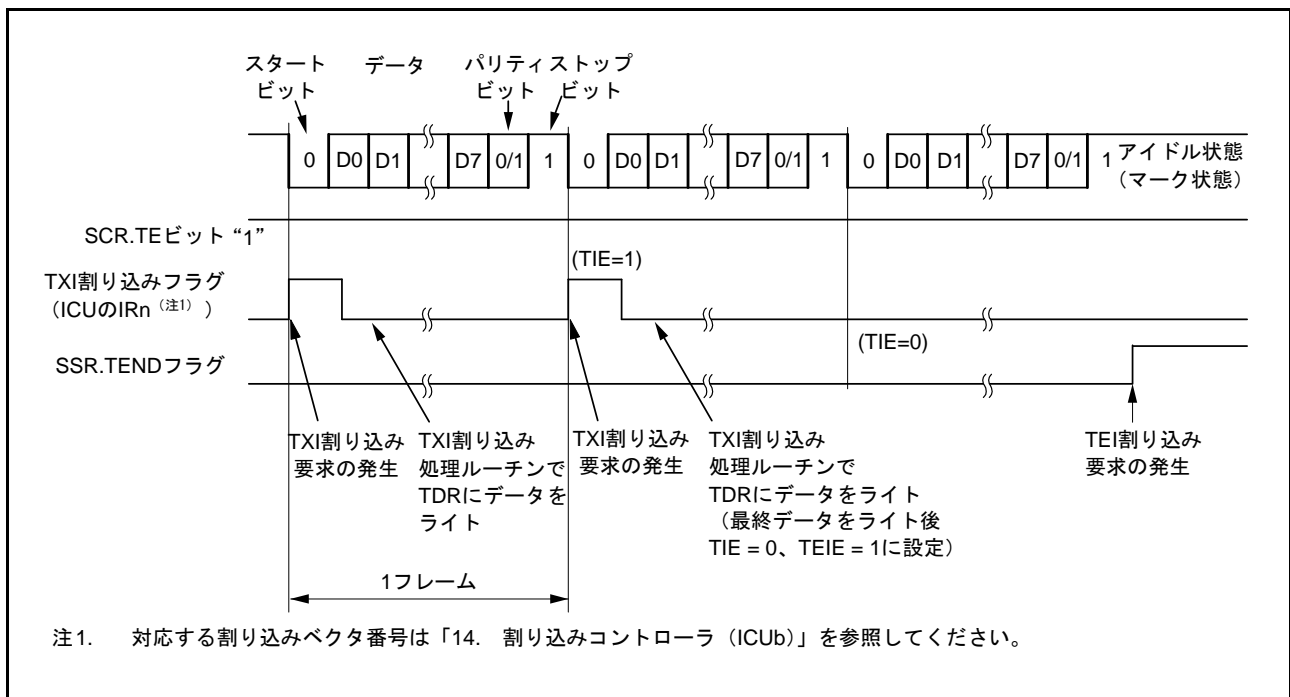 スタート
ビット
データ
パリティ
ビット
ストップ
ビット
0 D0 D1 D7 0/1 1 0 D0 D1 D7 0/1 1 0 D0 D1 D7 0/1 1 アイドル状態
（マーク状態）
SCR.TEビット “1”
(TIE=1)
TXI割り込みフラグ
（ICUのIRn（注1））
(TIE=0)
SSR.TENDフラグ
TXI割り込み
要求の発生
TXI割り込み
処理ルーチンで
TDRにデータを
ライト
TXI割り込み
要求の発生
TXI割り込み
処理ルーチンで
TDRにデータをライト
（最終データをライト後
TIE = 0、TEIE = 1に設定）
TEI割り込み
要求の発生
1フレーム
注1. 対応する割り込みベクタ番号は「14. 割り込みコントローラ（ICUb）」を参照してください。